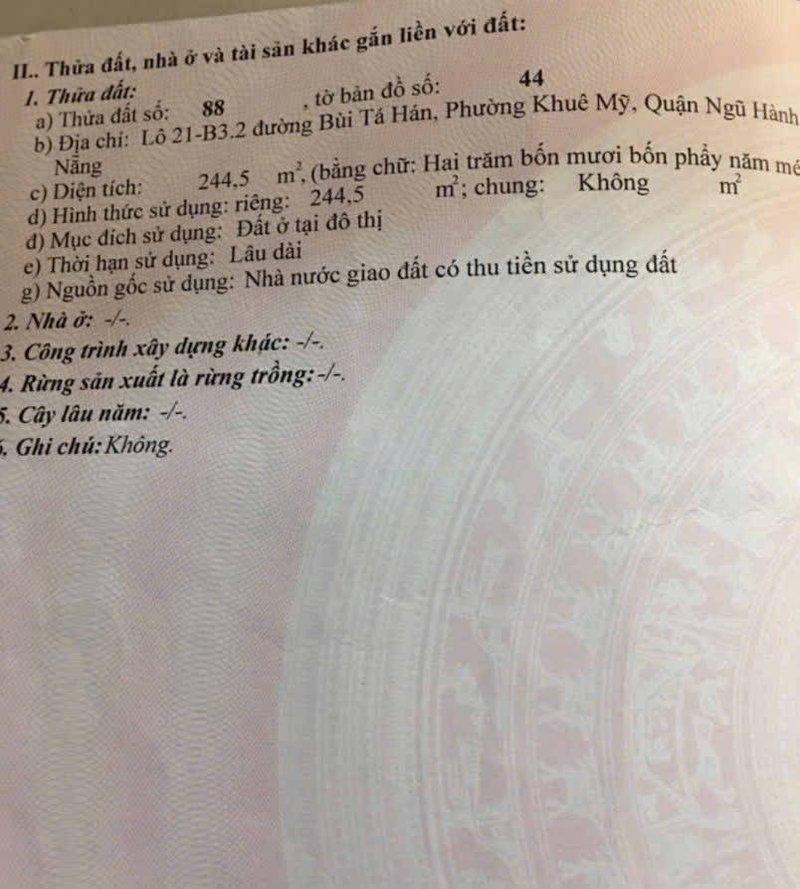 II.. Thửa đất, nhà ở và tài sản khác gắn liền với đất:
1. Thửa đất:
a) Thửa đất số: 88 , tờ bản đồ số: 44
b) Địa chỉ: Lô 21-B3.2 đường Bùi Tá Hán, Phường Khuê Mỹ, Quận Ngũ Hành
Nẵng
c) Diện tích: 244,5 m², (bằng chữ: Hai trăm bốn mươi bốn phẩy năm mé
d) Hình thức sử dụng: riêng: 244,5 m²; chung: Không m²
đ) Mục đích sử dụng: Đất ở tại đô thị
e) Thời hạn sử dụng: Lâu dài
g) Nguồn gốc sử dụng: Nhà nước giao đất có thu tiền sử dụng đất
2. Nhà ở: -/-.
3. Công trình xây dựng khác: -/-.
4. Rừng sản xuất là rừng trồng: -/-.
5. Cây lâu năm: -/-.
6. Ghi chú: Không.